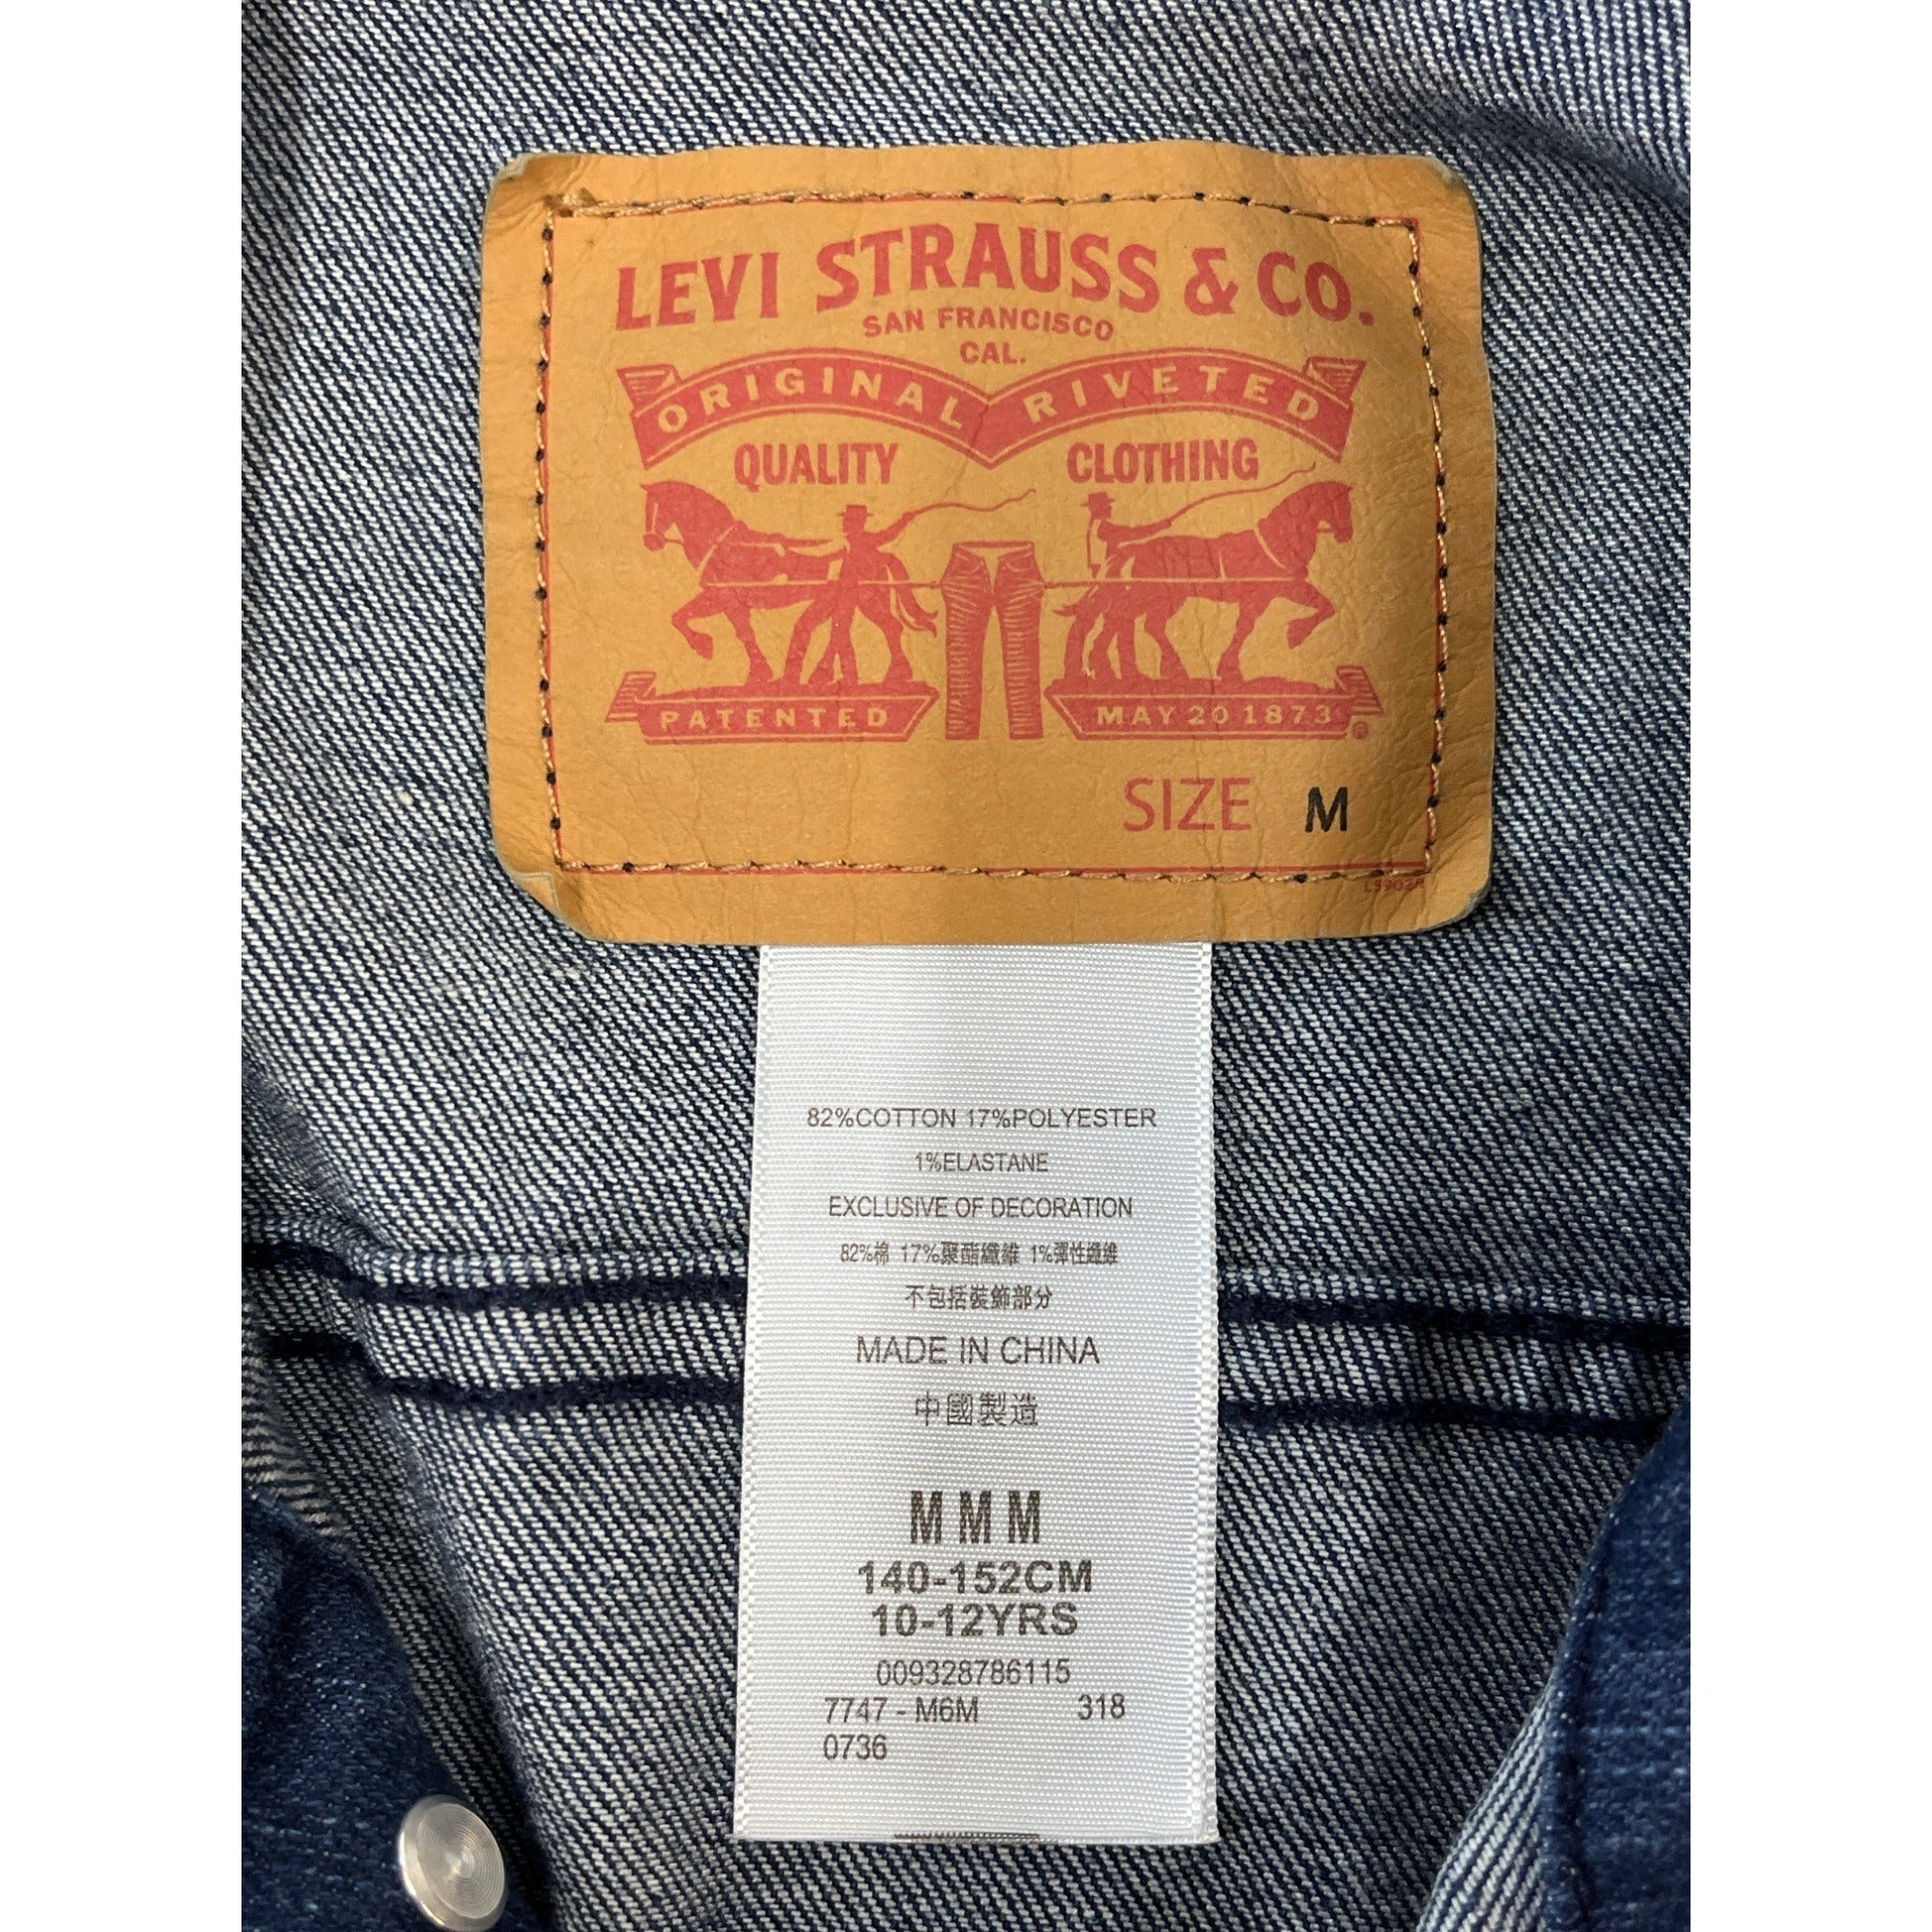 LEVI STRAUSS & CO.
SAN FRANCISCO
CAL.
ORIGINAL RIVETED
QUALITY CLOTHING
PATENTED MAY 20 1873 ®
SIZE M
82%COTTON 17%POLYESTER
1%ELASTANE
EXCLUSIVE OF DECORATION
82%棉 17%聚酯纖維 1%彈性纖維
不包括裝飾部分
MADE IN CHINA
中國製造
M M M
140-152CM
10-12YRS
009328786115
7747 - M6M 318
0736